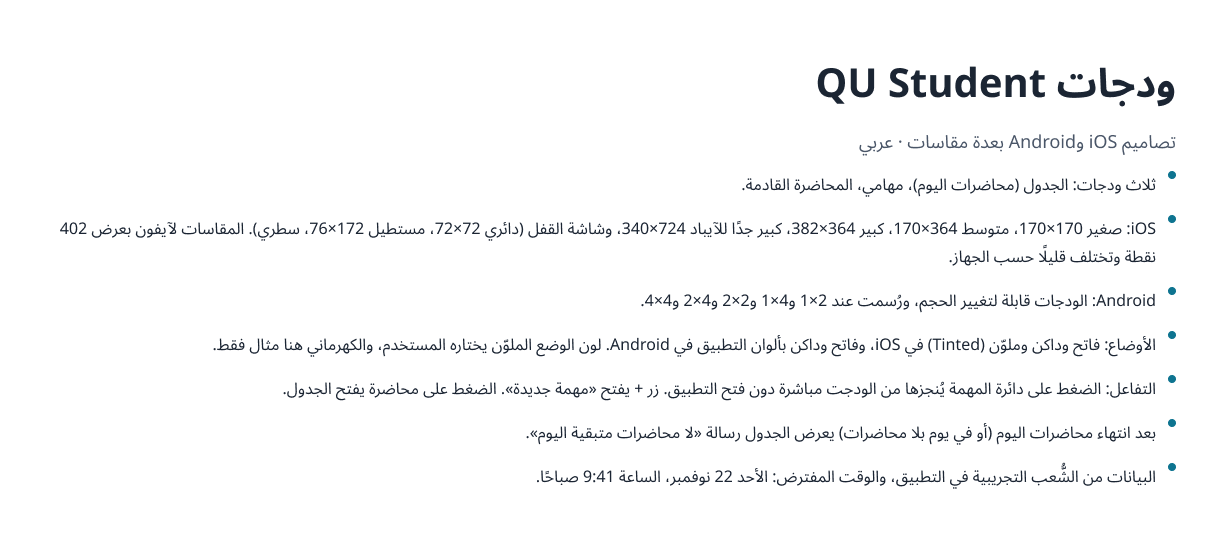 ودجات QU Student
تصاميم iOS وAndroid بعدة مقاسات · عربي
ثلاث ودجات: الجدول (محاضرات اليوم)، مهامي، المحاضرة القادمة.
iOS: صغير 170×170، متوسط 364×170، كبير 364×382، كبير جدًا للآيباد 724×340، وشاشة القفل (دائري 72×72، مستطيل 172×76، سطري). المقاسات لآيفون بعرض 402
نقطة وتختلف قليلًا حسب الجهاز.
Android: الودجات قابلة لتغيير الحجم، ورُسمت عند 2×1 و4×1 و2×2 و4×2 و4×4.
الأوضاع: فاتح وداكن وملوّن (Tinted) في iOS، وفاتح وداكن بألوان التطبيق في Android. لون الوضع الملوّن يختاره المستخدم، والكهرماني هنا مثال فقط.
التفاعل: الضغط على دائرة المهمة يُنجزها من الودجت مباشرة دون فتح التطبيق. زر + يفتح «مهمة جديدة». الضغط على محاضرة يفتح الجدول.
بعد انتهاء محاضرات اليوم (أو في يوم بلا محاضرات) يعرض الجدول رسالة «لا محاضرات متبقية اليوم».
البيانات من الشُّعب التجريبية في التطبيق، والوقت المفترض: الأحد 22 نوفمبر، الساعة 9:41 صباحًا.